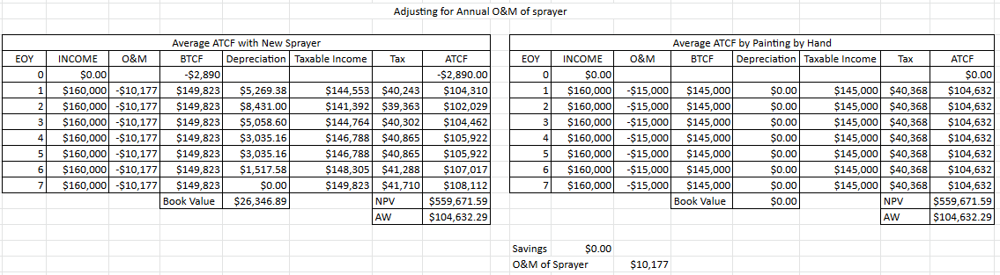 Adjusting for Annual O&M of sprayer
Average ATCF with New Sprayer Average ATCF by Painting by Hand
EOY INCOME O&M BTCF Depreciation Taxable Income Tax ATCF EOY INCOME O&M BTCF Depreciation Taxable Income Tax ATCF
0 $0.00 -$2,890 -$2,890.00 0 $0.00 $0.00
1 $160,000 -$10,177 $149,823 $5,269.38 $144,553 $40,243 $104,310 1 $160,000 -$15,000 $145,000 $0.00 $145,000 $40,368 $104,632
2 $160,000 -$10,177 $149,823 $8,431.00 $141,392 $39,363 $102,029 2 $160,000 -$15,000 $145,000 $0.00 $145,000 $40,368 $104,632
3 $160,000 -$10,177 $149,823 $5,058.60 $144,764 $40,302 $104,462 3 $160,000 -$15,000 $145,000 $0.00 $145,000 $40,368 $104,632
4 $160,000 -$10,177 $149,823 $3,035.16 $146,788 $40,865 $105,922 4 $160,000 -$15,000 $145,000 $0.00 $145,000 $40,368 $104,632
5 $160,000 -$10,177 $149,823 $3,035.16 $146,788 $40,865 $105,922 5 $160,000 -$15,000 $145,000 $0.00 $145,000 $40,368 $104,632
6 $160,000 -$10,177 $149,823 $1,517.58 $148,305 $41,288 $107,017 6 $160,000 -$15,000 $145,000 $0.00 $145,000 $40,368 $104,632
7 $160,000 -$10,177 $149,823 $0.00 $149,823 $41,710 $108,112 7 $160,000 -$15,000 $145,000 $0.00 $145,000 $40,368 $104,632
Book Value $26,346.89 NPV $559,671.59 Book Value $0.00 NPV $559,671.59
AW $104,632.29 AW $104,632.29
Savings $0.00
O&M of Sprayer $10,177